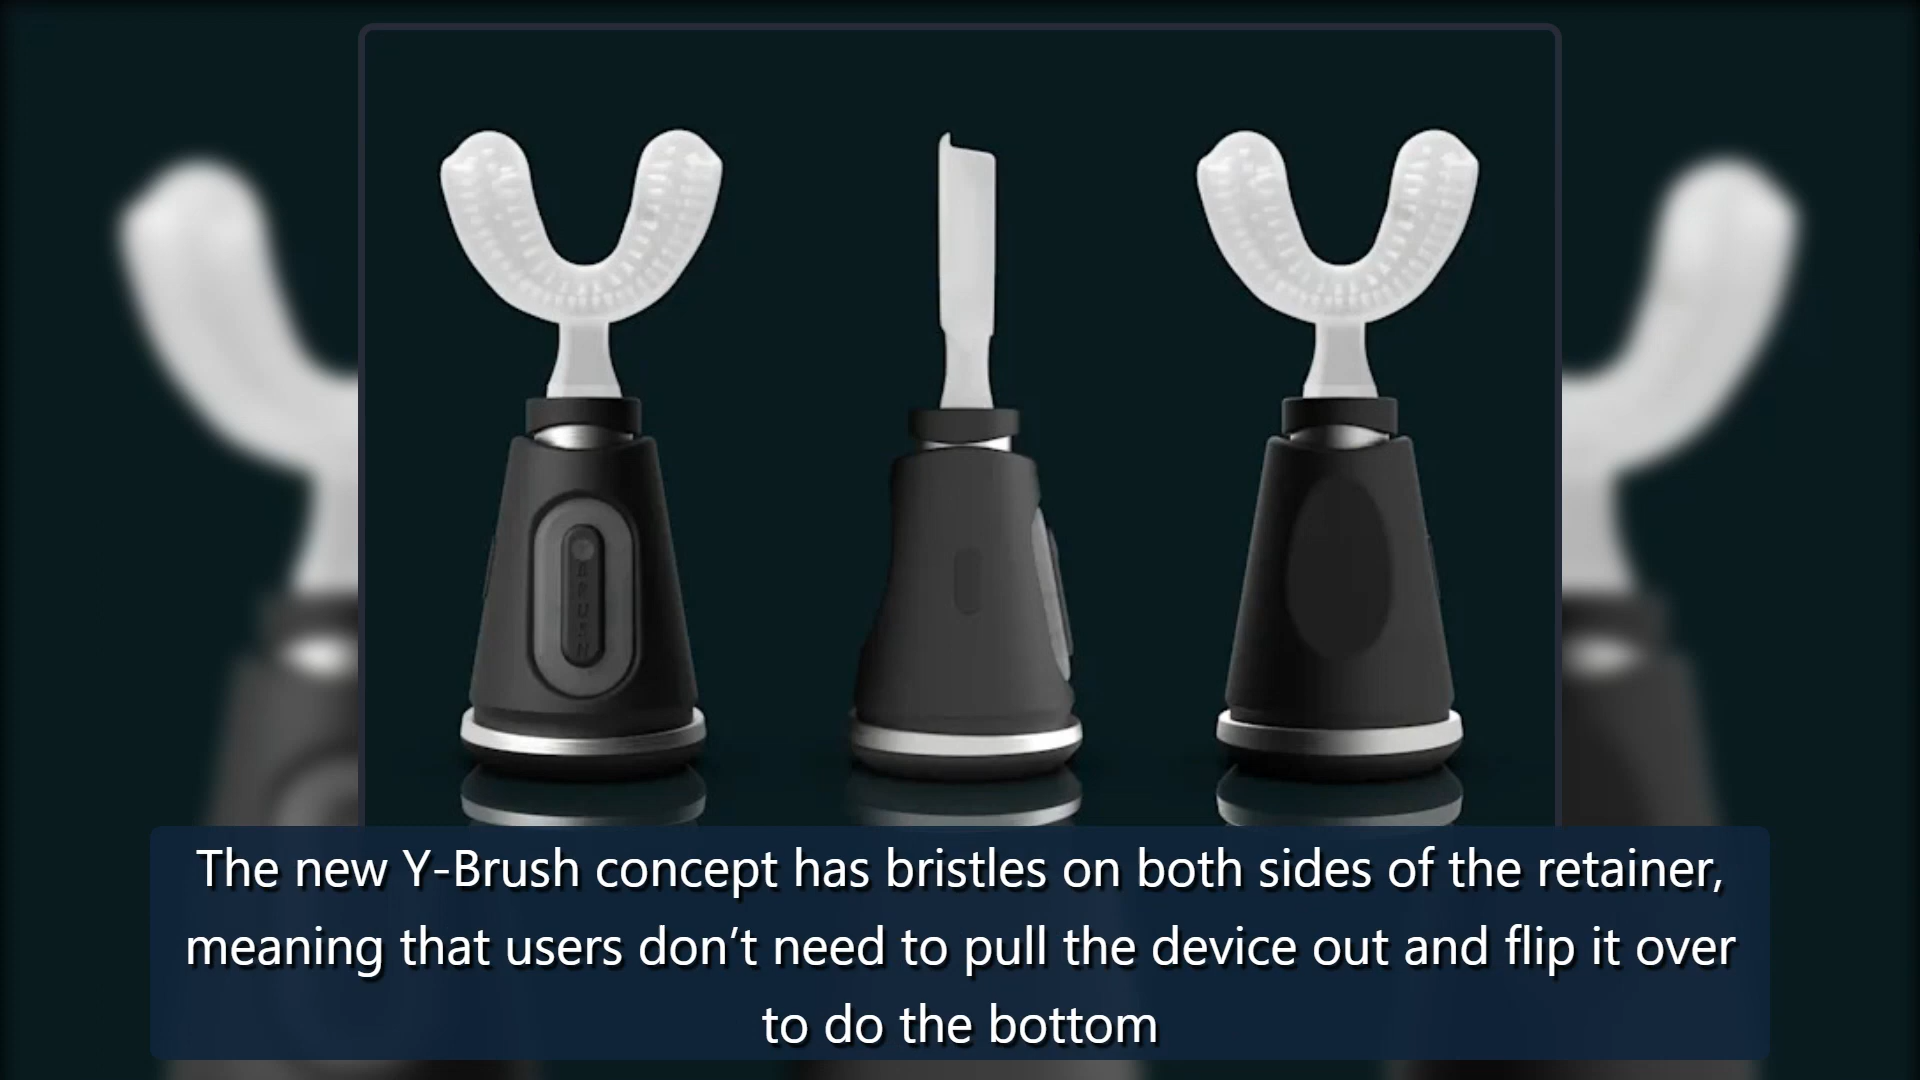 The new Y-Brush concept has bristles on both sides of the retainer,
meaning that users don’t need to pull the device out and flip it over
to do the bottom